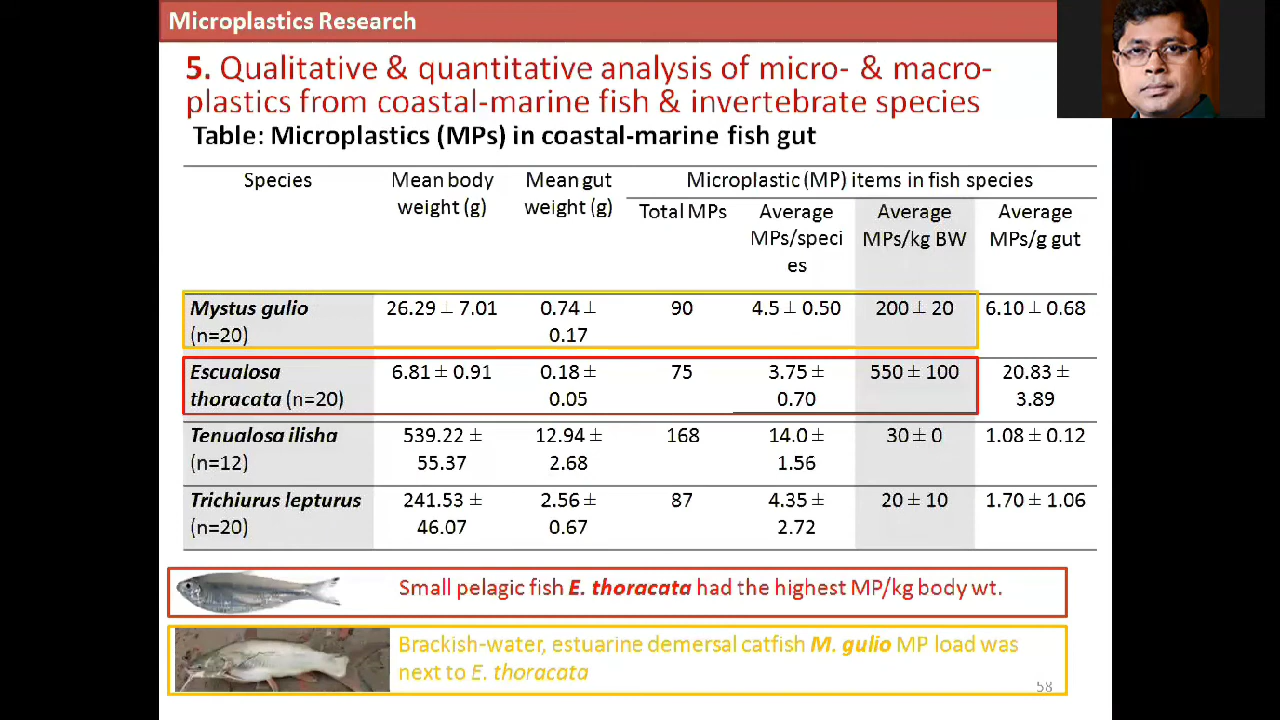 Microplastics Research
5. Qualitative & quantitative analysis of micro- & macro-
plastics from coastal-marine fish & invertebrate species
Table: Microplastics (MPs) in coastal-marine fish gut
Species Mean body Mean gut Microplastic (MP) items in fish species
weight (g) weight (g) Total MPs Average Average Average
MPs/speci MPs/kg BW MPs/g gut
es
Mystus gulio 26.29 ± 7.01 0.74 ± 90 4.5 ± 0.50 200 ± 20 6.10 ± 0.68
(n=20) 0.17
Escualosa 6.81 ± 0.91 0.18 ± 75 3.75 ± 550 ± 100 20.83 ±
thoracata (n=20) 0.05 0.70 3.89
Tenualosa ilisha 539.22 ± 12.94 ± 168 14.0 ± 30 ± 0 1.08 ± 0.12
(n=12) 55.37 2.68 1.56
Trichiurus lepturus 241.53 ± 2.56 ± 87 4.35 ± 20 ± 10 1.70 ± 1.06
(n=20) 46.07 0.67 2.72
Small pelagic fish E. thoracata had the highest MP/kg body wt.
Brackish-water, estuarine demersal catfish M. gulio MP load was
next to E. thoracata
58